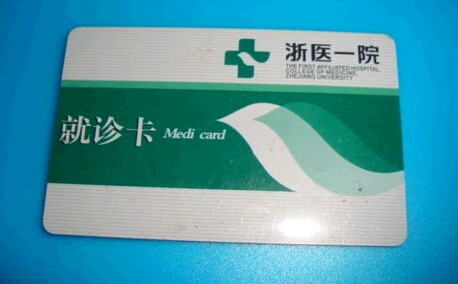 浙医一院
THE FIRST AFFILIATED HOSPITAL,
COLLEGE OF MEDICINE,
ZHEJIANG UNIVERSITY
就诊卡 Medi card